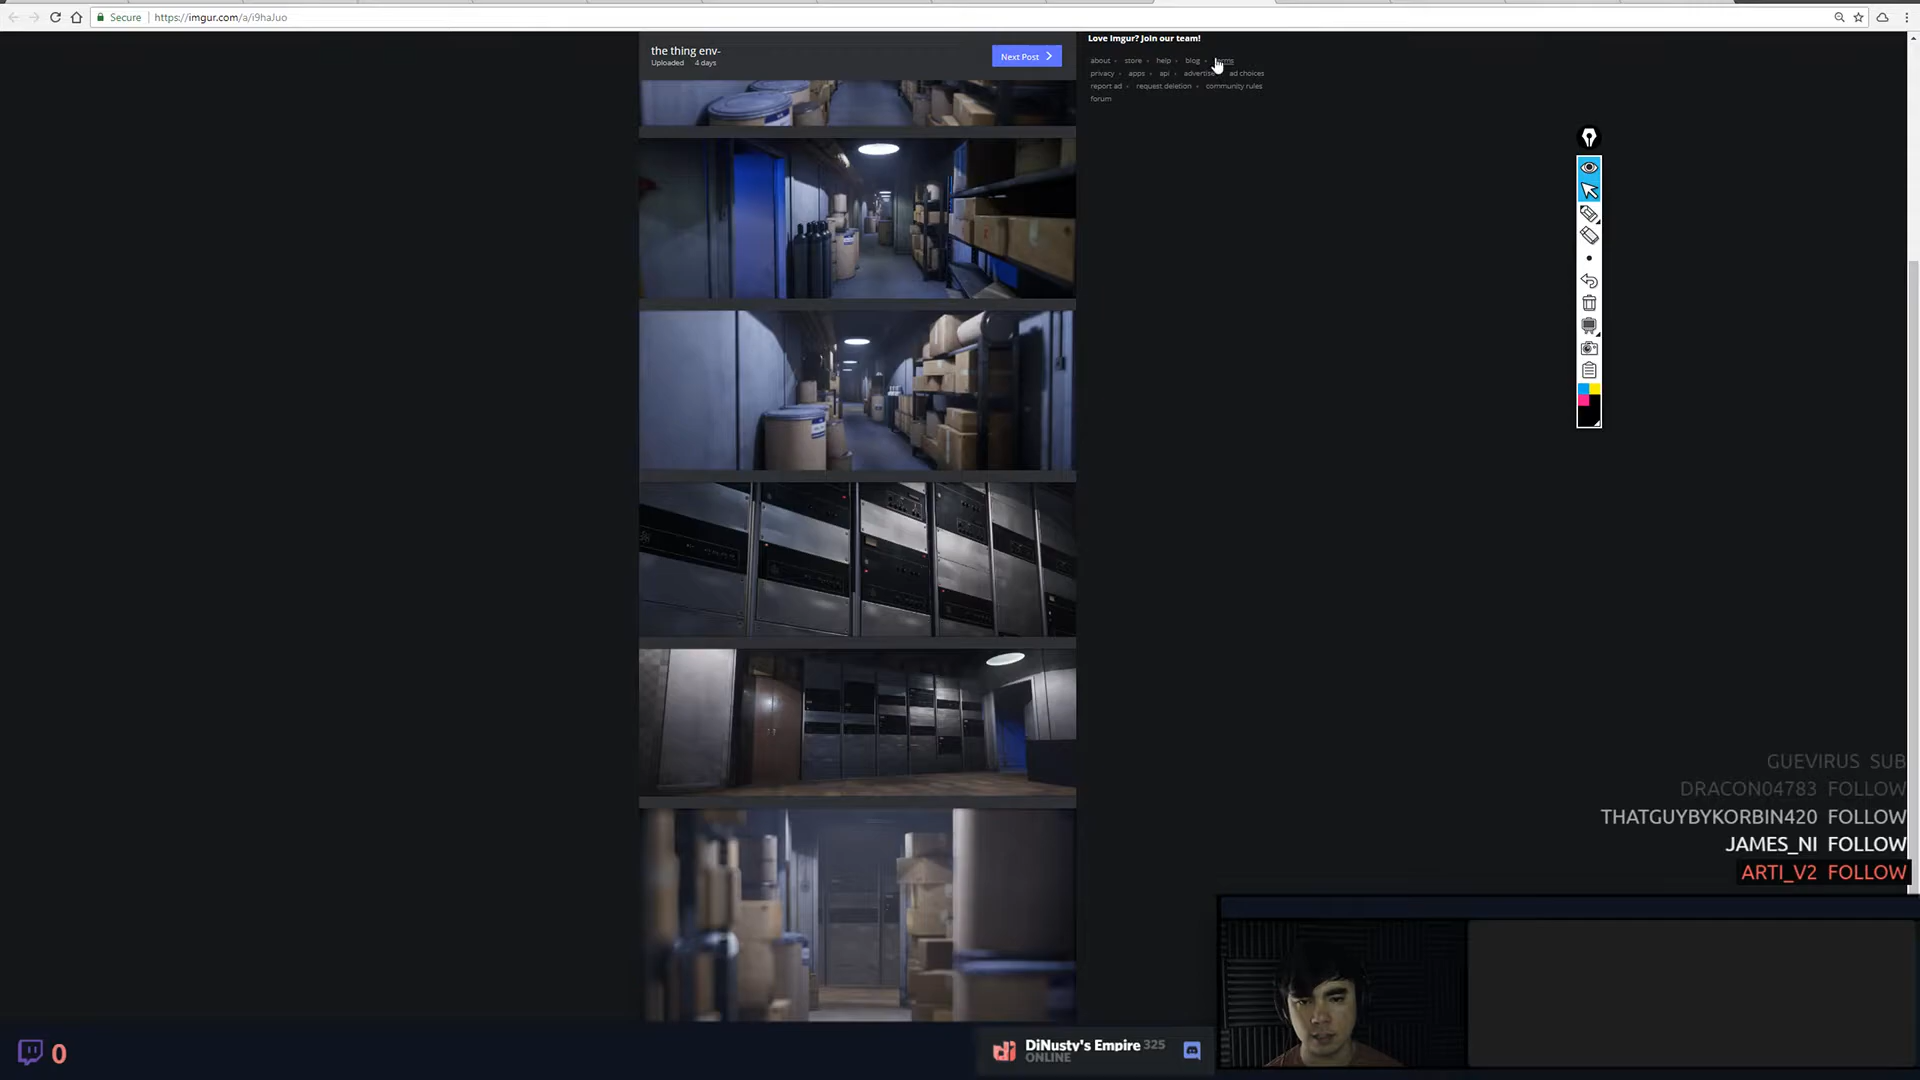 Secure https://imgur.com/a/i9haJuo
the thing env-
Uploaded 4 days
Next Post
Love Imgur? Join our team!
about store help blog terms
privacy apps api advertise ad choices
report ad request deletion community rules
forum
GUEVIRUS SUB
DRACON04783 FOLLOW
THATGUYBYKORBIN420 FOLLOW
JAMES_NI FOLLOW
ARTI_V2 FOLLOW
0
DiNusty's Empire 325
ONLINE